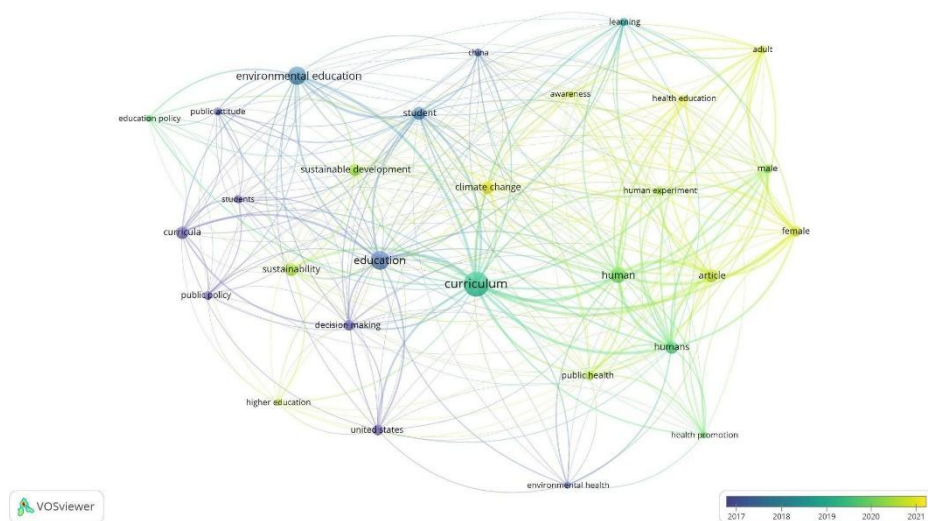 learning
adult
china
environmental education
awareness
health education
public attitude
student
education policy
sustainable development
male
climate change
human experiment
students
curricula
female
education
sustainability
human
article
curriculum
public policy
decision making
humans
public health
higher education
united states
health promotion
environmental health
VOSviewer
2017 2018 2019 2020 2021